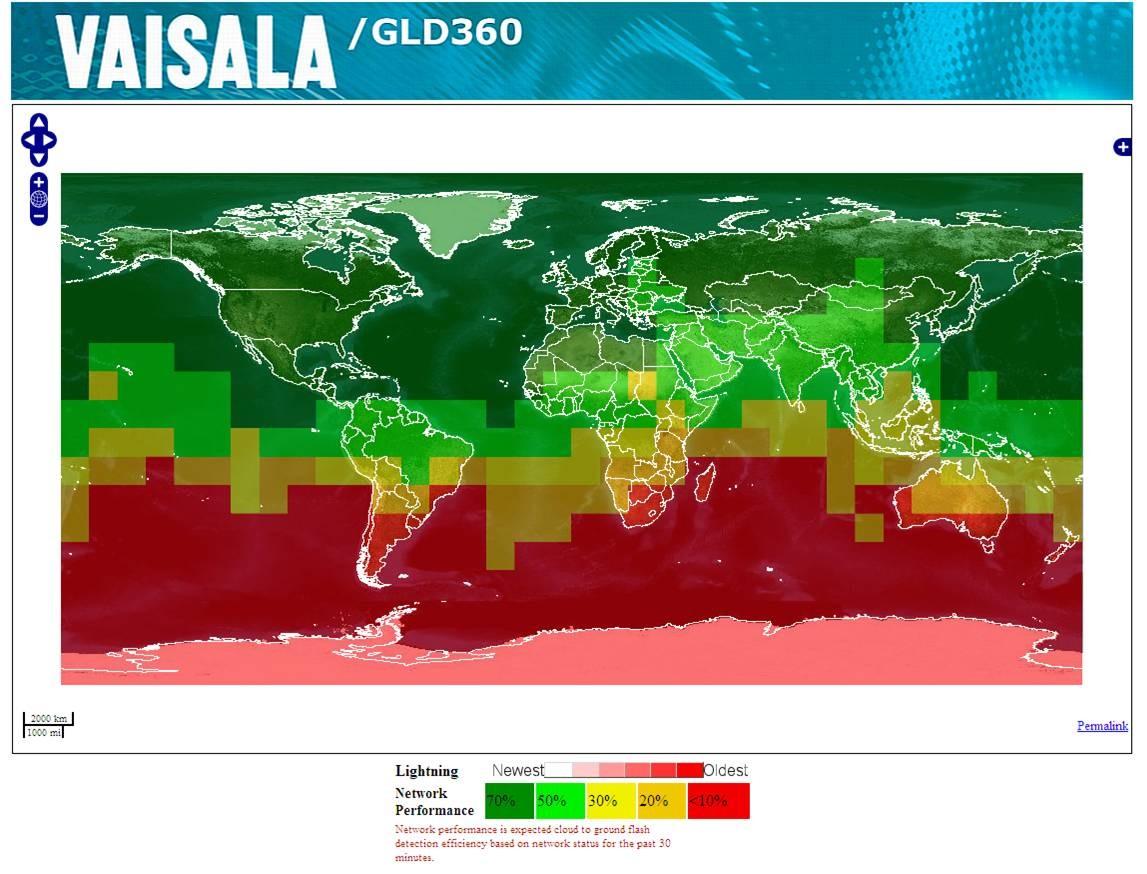 VAISALA /GLD360
2000 km
1000 mi
Permalink
Lightning Newest Oldest
Network
Performance 70% 50% 30% 20% <10%
Network performance is expected cloud to ground flash
detection efficiency based on network status for the past 30
minutes.